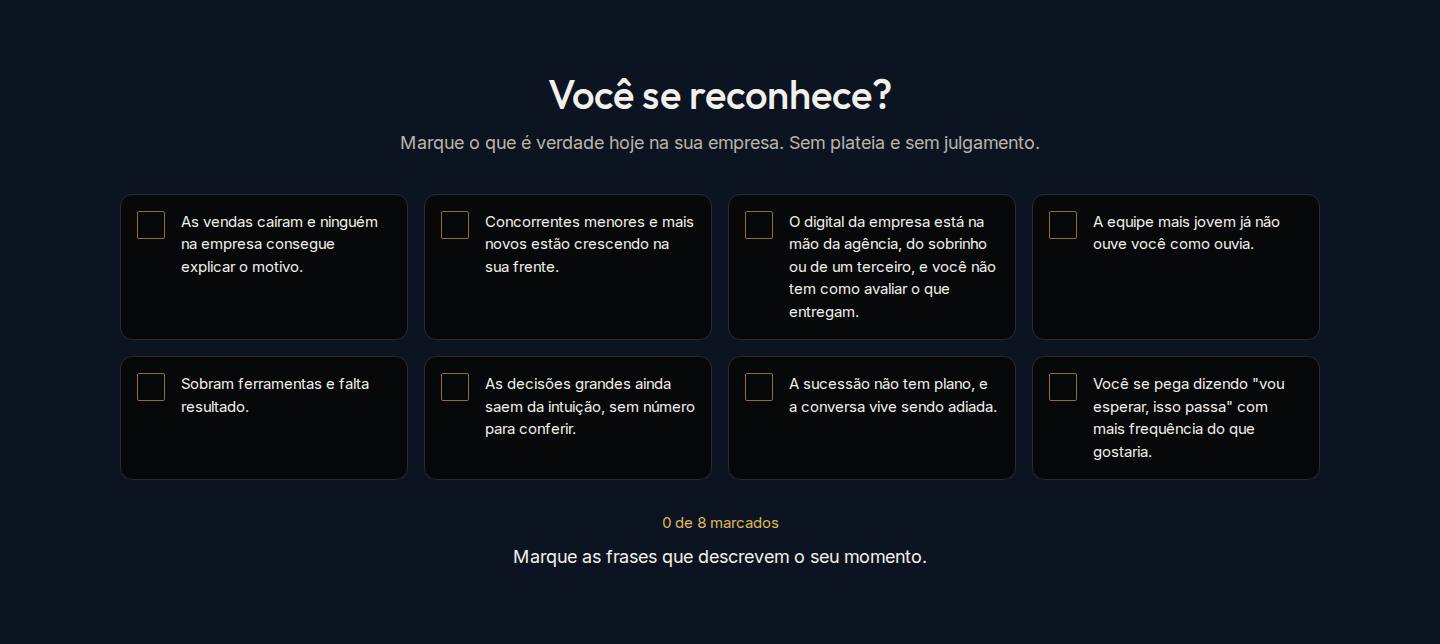 Você se reconhece?
Marque o que é verdade hoje na sua empresa. Sem plateia e sem julgamento.
As vendas caíram e ninguém
na empresa consegue
explicar o motivo.
Concorrentes menores e mais
novos estão crescendo na
sua frente.
O digital da empresa está na
mão da agência, do sobrinho
ou de um terceiro, e você não
tem como avaliar o que
entregam.
A equipe mais jovem já não
ouve você como ouvia.
Sobram ferramentas e falta
resultado.
As decisões grandes ainda
saem da intuição, sem número
para conferir.
A sucessão não tem plano, e
a conversa vive sendo adiada.
Você se pega dizendo "vou
esperar, isso passa" com
mais frequência do que
gostaria.
0 de 8 marcados
Marque as frases que descrevem o seu momento.